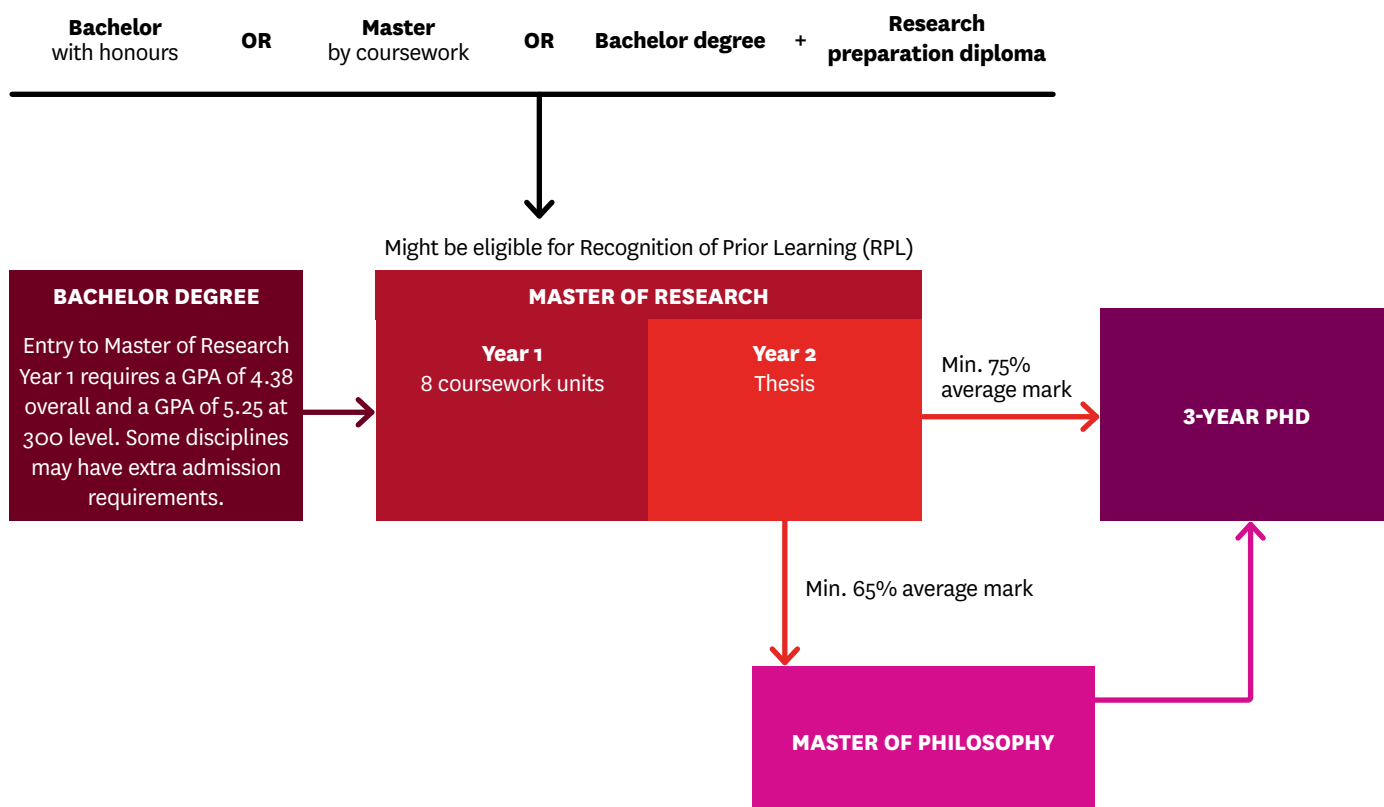 Bachelor
with honours
OR
Master
by coursework
OR
Bachelor degree
+
Research
preparation diploma
Might be eligible for Recognition of Prior Learning (RPL)
BACHELOR DEGREE
Entry to Master of Research
Year 1 requires a GPA of 4.38
overall and a GPA of 5.25 at
300 level. Some disciplines
may have extra admission
requirements.
MASTER OF RESEARCH
Year 1
8 coursework units
Year 2
Thesis
Min. 75%
average mark
3-YEAR PHD
Min. 65% average mark
MASTER OF PHILOSOPHY